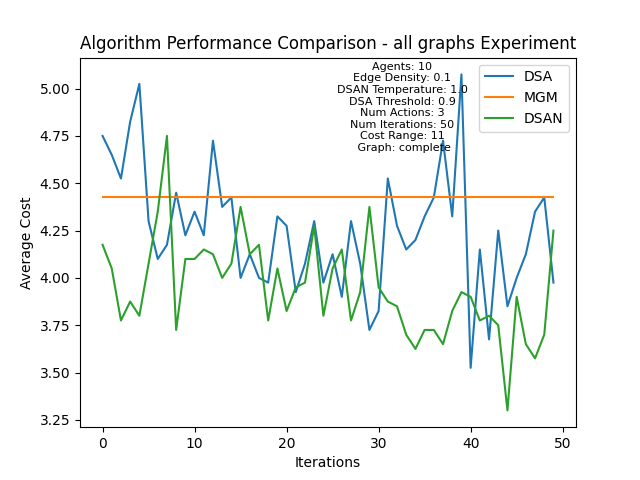 Algorithm Performance Comparison - all graphs Experiment
Agents: 10
Edge Density: 0.1
DSAN Temperature: 1.0
DSA Threshold: 0.9
Num Actions: 3
Num Iterations: 50
Cost Range: 11
Graph: complete
DSA
MGM
DSAN
Average Cost
5.00
4.75
4.50
4.25
4.00
3.75
3.50
3.25
0
10
20
30
40
50
Iterations